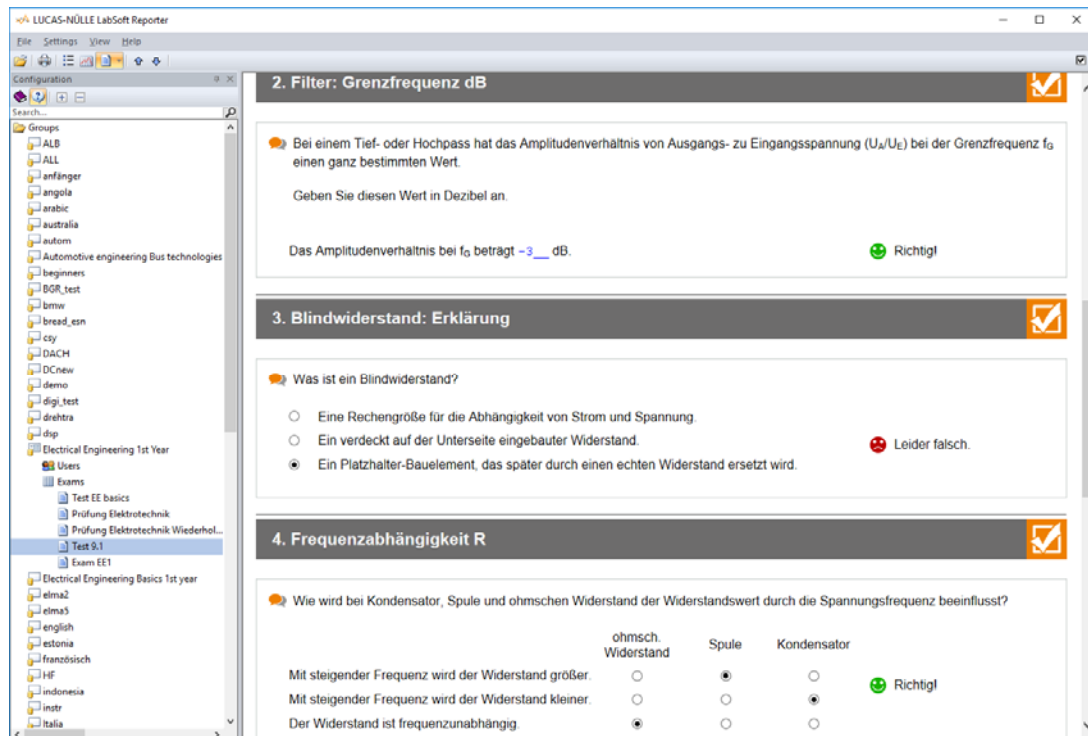 LUCAS-NÜLLE LabSoft Reporter
File Settings View Help
Configuration
Search...
Groups
ALB
ALL
anfänger
angola
arabic
australia
autom
Automotive engineering Bus technologies
beginners
BGR_test
bmw
bread_esn
csy
DACH
DCnew
demo
digi_test
drehtra
dsp
Electrical Engineering 1st Year
Users
Exams
Test EE basics
Prüfung Elektrotechnik
Prüfung Elektrotechnik Wiederhol...
Test 9.1
Exam EE1
Electrical Engineering Basics 1st year
elma2
elma5
english
estonia
französisch
HF
indonesia
instr
Italia
2. Filter: Grenzfrequenz dB
Bei einem Tief- oder Hochpass hat das Amplitudenverhältnis von Ausgangs- zu Eingangsspannung (UA/UE) bei der Grenzfrequenz fG
einen ganz bestimmten Wert.
Geben Sie diesen Wert in Dezibel an.
Das Amplitudenverhältnis bei fG beträgt -3__ dB.
Richtig!
3. Blindwiderstand: Erklärung
Was ist ein Blindwiderstand?
Eine Rechengröße für die Abhängigkeit von Strom und Spannung.
Ein verdeckt auf der Unterseite eingebauter Widerstand.
Leider falsch.
Ein Platzhalter-Bauelement, das später durch einen echten Widerstand ersetzt wird.
4. Frequenzabhängigkeit R
Wie wird bei Kondensator, Spule und ohmschen Widerstand der Widerstandswert durch die Spannungsfrequenz beeinflusst?
ohmsch.
Widerstand
Spule
Kondensator
Mit steigender Frequenz wird der Widerstand größer.
Richtig!
Mit steigender Frequenz wird der Widerstand kleiner.
Der Widerstand ist frequenzunabhängig.